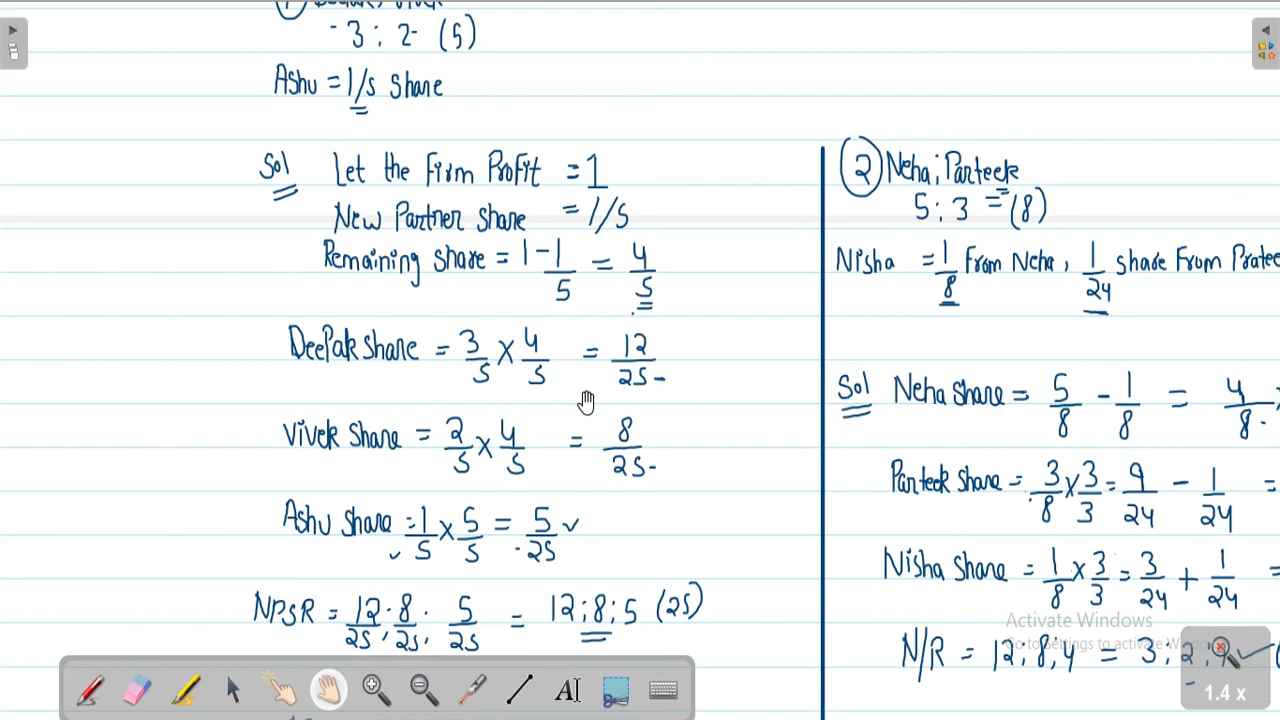 - 3 : 2 (5)
Ashu = 1/5 Share
Sol Let the Firm Profit = 1
New Partner share = 1/5
Remaining share = 1 - 1/5 = 4/5
DeePak share = 3/5 × 4/5 = 12/25
Vivek share = 2/5 × 4/5 = 8/25
Ashu share = 1/5 × 5/5 = 5/25 ✓
NPSR = 12/25, 8/25, 5/25 = 12 : 8 : 5 (25)
(2) Neha ; Parteek
5 : 3 = (8)
Nisha = 1/8 From Neha, 1/24 share From
Sol Neha share = 5/8 - 1/8 = 4/8
Parteek share = 3/8 × 3/3 = 9/24 - 1/24 =
Nisha share = 1/8 × 3/3 = 3/24 + 1/24 =
N/R = 12 : 8 : 4 = 3 : 2 :
Activate Windows
Go to Settings to activate
AI
1.4 x